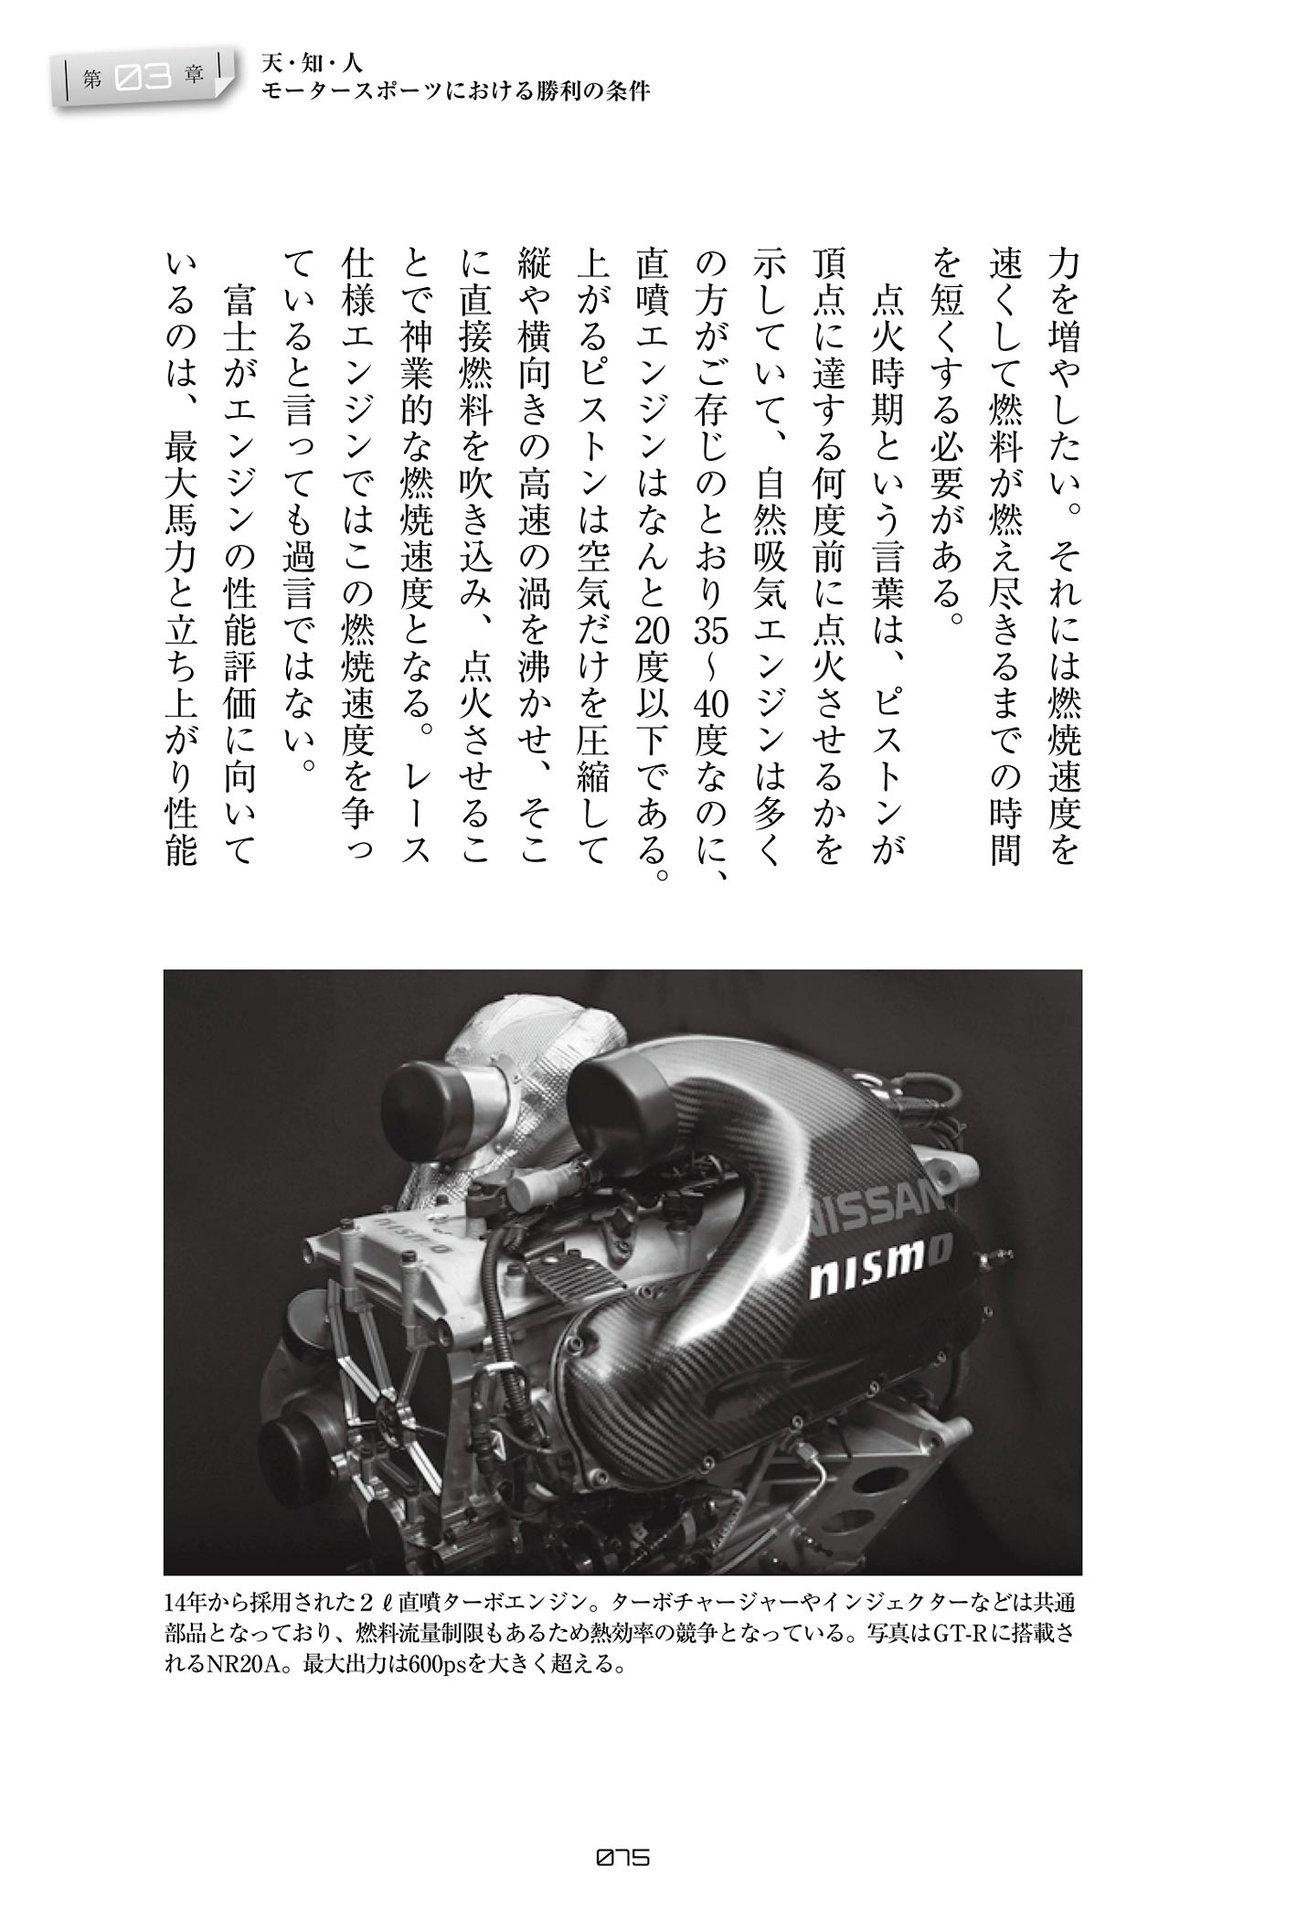 第03章
天・知・人
モータースポーツにおける勝利の条件
力を増やしたい。それには燃焼速度を
速くして燃料が燃え尽きるまでの時間
を短くする必要がある。
点火時期という言葉は、ピストンが
頂点に達する何度前に点火させるかを
示していて、自然吸気エンジンは多く
の方がご存じのとおり35〜40度なのに、
直噴エンジンはなんと20度以下である。
上がるピストンは空気だけを圧縮して
縦や横向きの高速の渦を沸かせ、そこ
に直接燃料を吹き込み、点火させるこ
とで神業的な燃焼速度となる。レース
仕様エンジンではこの燃焼速度を争っ
ていると言っても過言ではない。
富士がエンジンの性能評価に向いて
いるのは、最大馬力と立ち上がり性能
NISSAN
nismo
nismo
14年から採用された2ℓ直噴ターボエンジン。ターボチャージャーやインジェクターなどは共通
部品となっており、燃料流量制限もあるため熱効率の競争となっている。写真はGT-Rに搭載さ
れるNR20A。最大出力は600psを大きく超える。
075